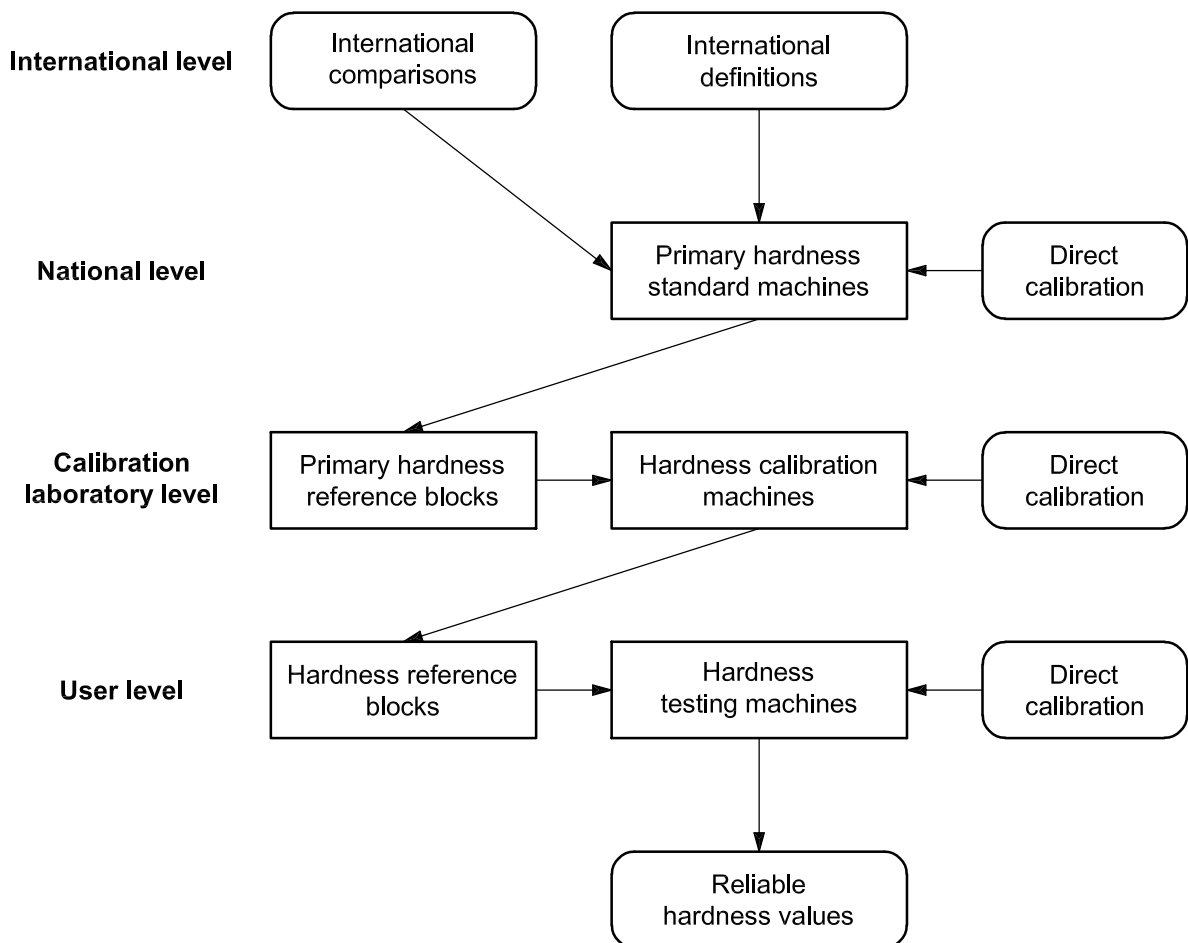 International level
International
comparisons
International
definitions
National level
Primary hardness
standard machines
Direct
calibration
Calibration
laboratory level
Primary hardness
reference blocks
Hardness calibration
machines
Direct
calibration
User level
Hardness reference
blocks
Hardness
testing machines
Direct
calibration
Reliable
hardness values